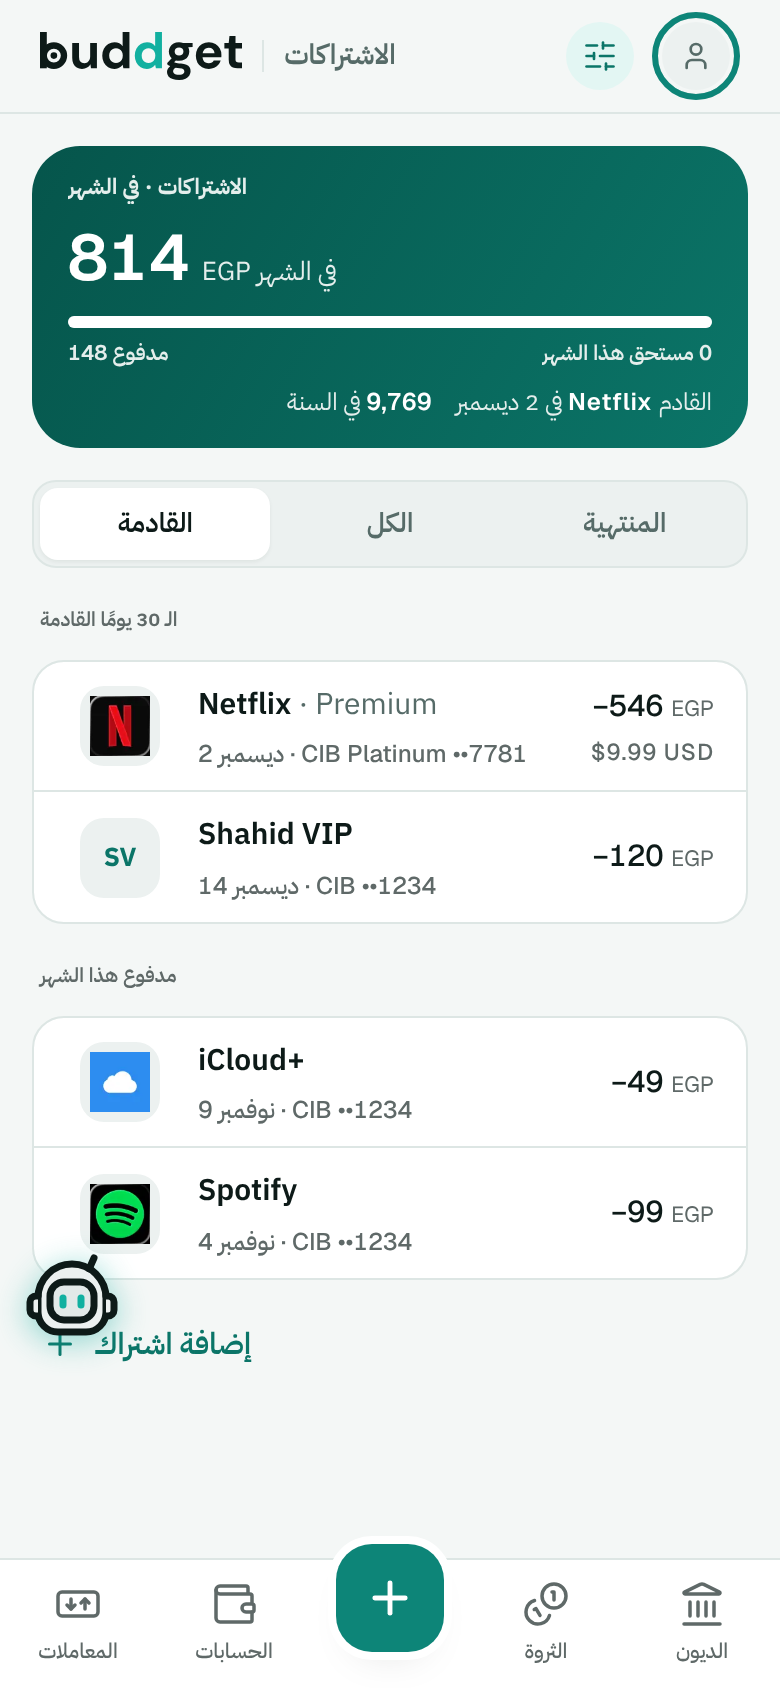 buddget
الاشتراكات
الاشتراكات · في الشهر
814 EGP في الشهر
148 مدفوع
0 مستحق هذا الشهر
القادم Netflix في 2 ديسمبر
9,769 في السنة
القادمة
الكل
المنتهية
الـ 30 يومًا القادمة
Netflix · Premium
−546 EGP
2 ديسمبر · CIB Platinum ••7781
$9.99 USD
SV
Shahid VIP
−120 EGP
14 ديسمبر · CIB ••1234
مدفوع هذا الشهر
iCloud+
−49 EGP
9 نوفمبر · CIB ••1234
Spotify
−99 EGP
4 نوفمبر · CIB ••1234
+ إضافة اشتراك
المعاملات
الحسابات
الثروة
الديون